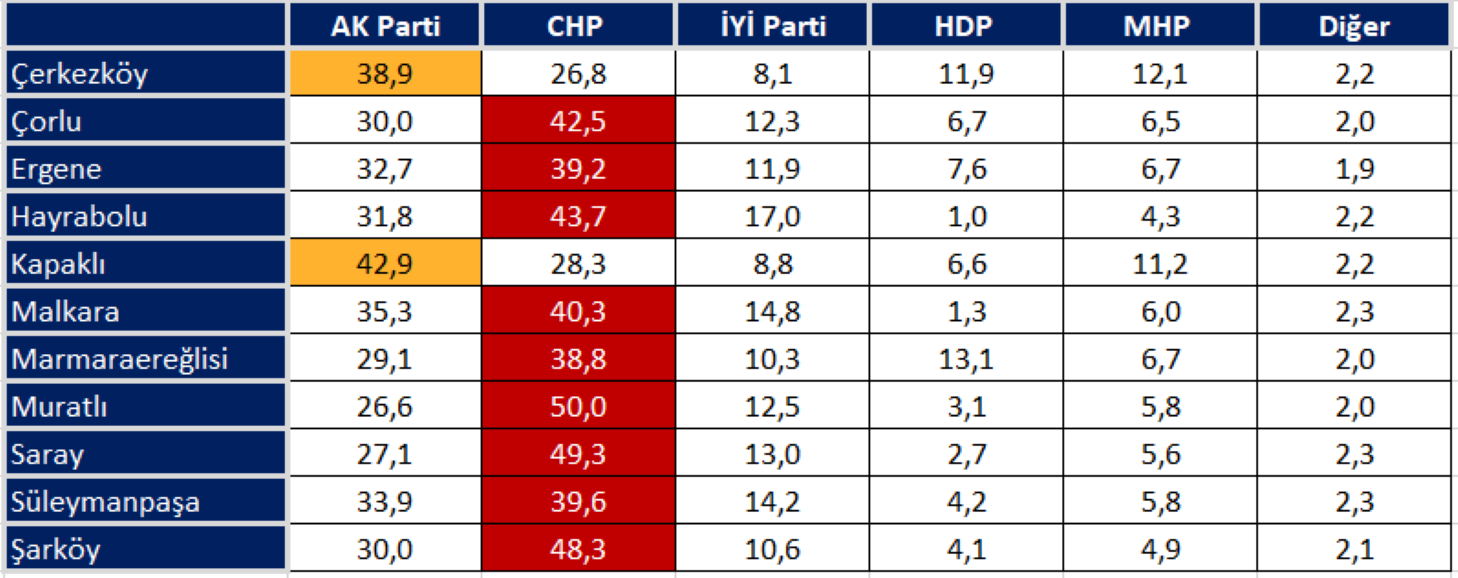 AK Parti CHP İYİ Parti HDP MHP Diğer
Çerkezköy 38,9 26,8 8,1 11,9 12,1 2,2
Çorlu 30,0 42,5 12,3 6,7 6,5 2,0
Ergene 32,7 39,2 11,9 7,6 6,7 1,9
Hayrabolu 31,8 43,7 17,0 1,0 4,3 2,2
Kapaklı 42,9 28,3 8,8 6,6 11,2 2,2
Malkara 35,3 40,3 14,8 1,3 6,0 2,3
Marmaraereğlisi 29,1 38,8 10,3 13,1 6,7 2,0
Muratlı 26,6 50,0 12,5 3,1 5,8 2,0
Saray 27,1 49,3 13,0 2,7 5,6 2,3
Süleymanpaşa 33,9 39,6 14,2 4,2 5,8 2,3
Şarköy 30,0 48,3 10,6 4,1 4,9 2,1